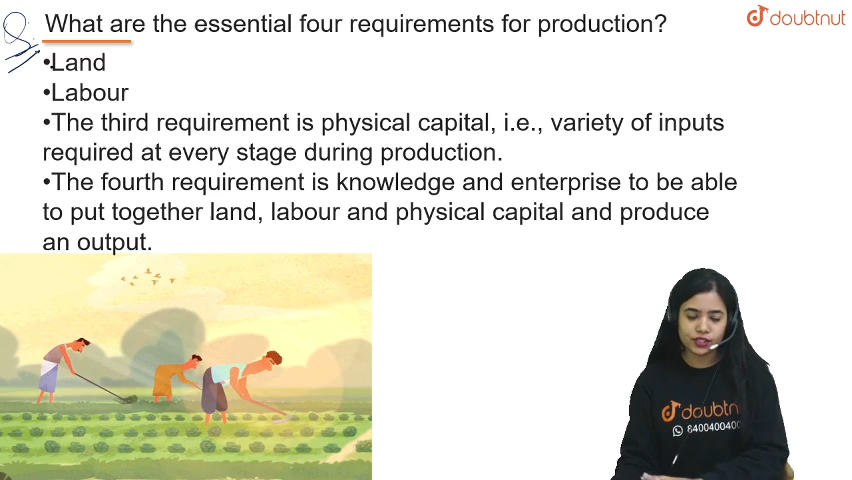 What are the essential four requirements for production?
doubtnut
•Land
•Labour
•The third requirement is physical capital, i.e., variety of inputs
required at every stage during production.
•The fourth requirement is knowledge and enterprise to be able
to put together land, labour and physical capital and produce
an output.
doubtnu
8400400400